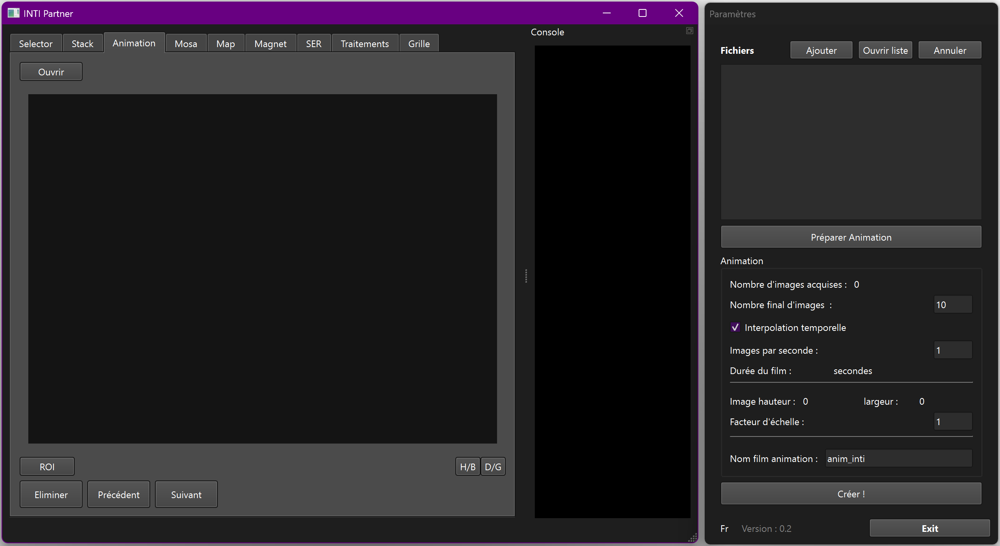 INTI Partner
Selector Stack Animation Mosa Map Magnet SER Traitements Grille
Ouvrir
ROI H/B D/G
Eliminer Précédent Suivant
Console
Paramètres
Fichiers Ajouter Ouvrir liste Annuler
Préparer Animation
Animation
Nombre d'images acquises : 0
Nombre final d'images : 10
Interpolation temporelle
Images par seconde : 1
Durée du film : secondes
Image hauteur : 0 largeur : 0
Facteur d'échelle : 1
Nom film animation : anim_inti
Créer !
Fr Version : 0.2 Exit